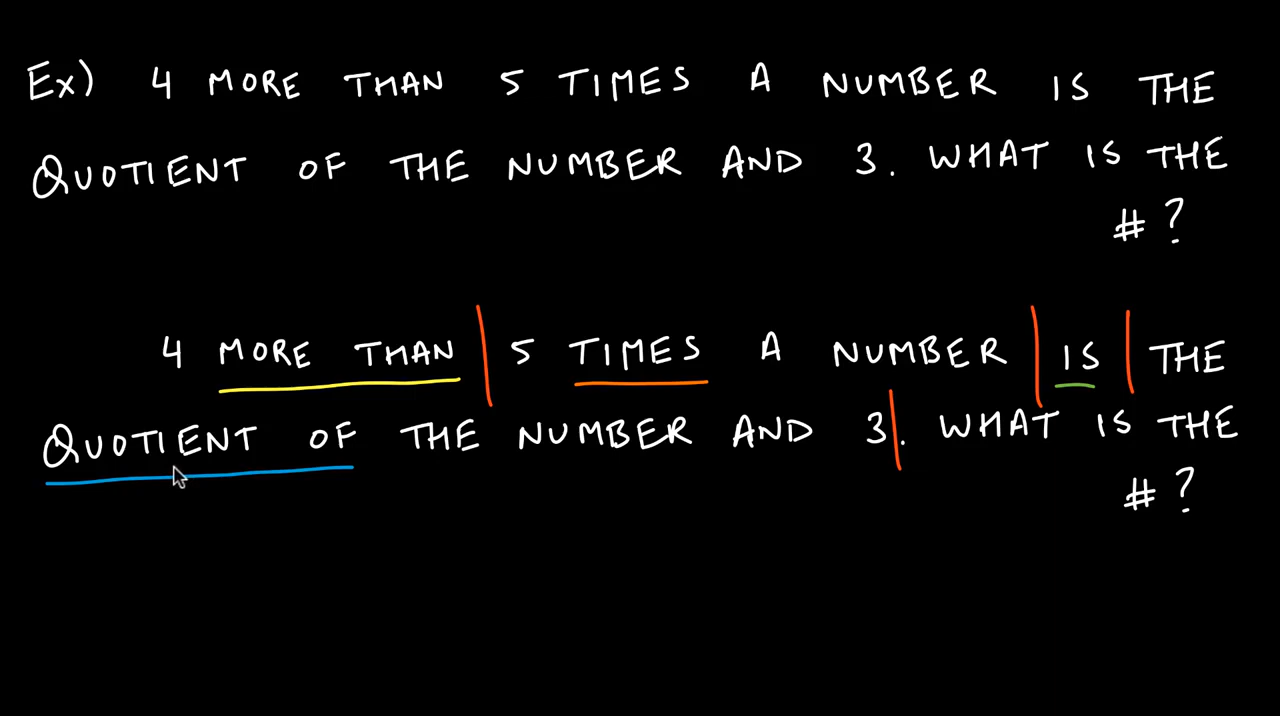 Ex) 4 MORE THAN 5 TIMES A NUMBER IS THE
QUOTIENT OF THE NUMBER AND 3. WHAT IS THE
# ?
4 MORE THAN 5 TIMES A NUMBER IS THE
QUOTIENT OF THE NUMBER AND 3. WHAT IS THE
# ?